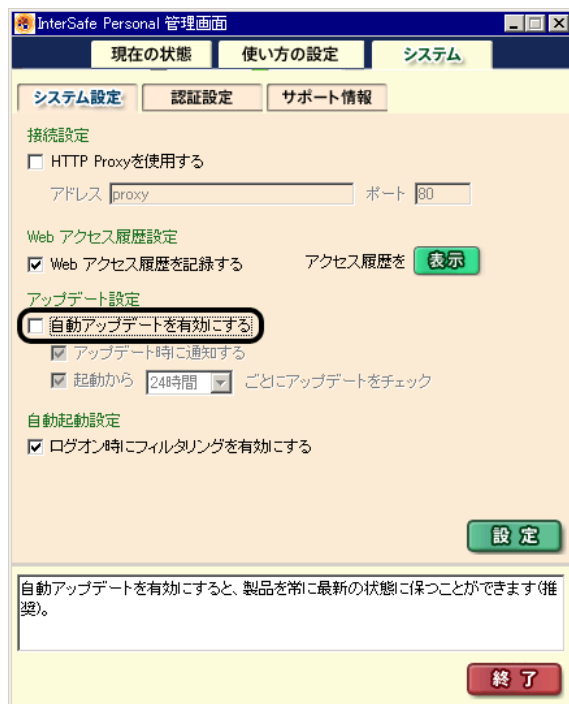 InterSafe Personal 管理画面
現在の状態 使い方の設定 システム
システム設定 認証設定 サポート情報
接続設定
HTTP Proxyを使用する
アドレス proxy ポート 80
Web アクセス履歴設定
Web アクセス履歴を記録する アクセス履歴を 表示
アップデート設定
自動アップデートを有効にする
アップデート時に通知する
起動から 24時間 ごとにアップデートをチェック
自動起動設定
ログオン時にフィルタリングを有効にする
設定
自動アップデートを有効にすると、製品を常に最新の状態に保つことができます(推
奨)。
終了